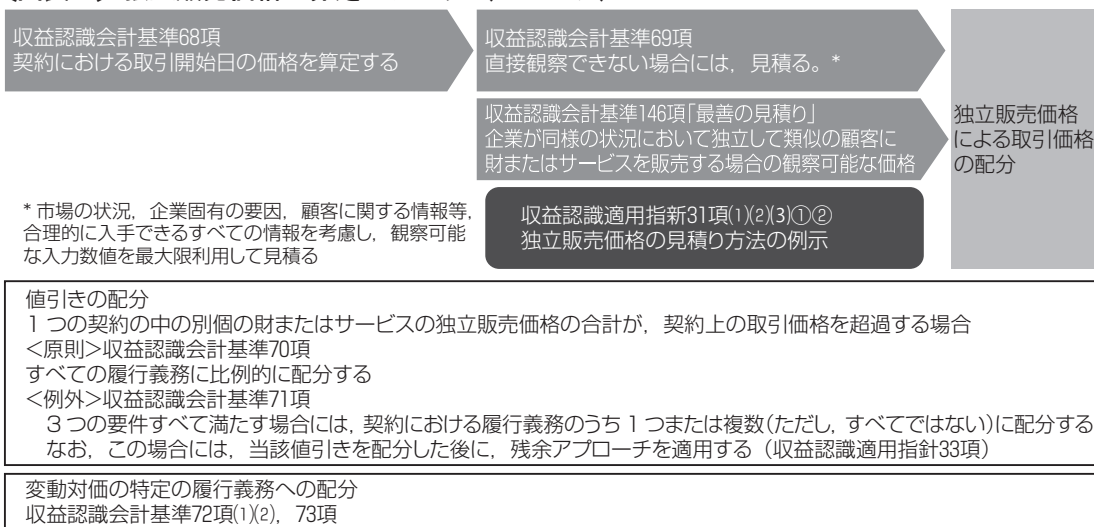 収益認識会計基準68項
契約における取引開始日の価格を算定する
収益認識会計基準69項
直接観察できない場合には，見積る。*
収益認識会計基準146項「最善の見積り」
企業が同様の状況において独立して類似の顧客に
財またはサービスを販売する場合の観察可能な価格
独立販売価格
による取引価格
の配分
* 市場の状況，企業固有の要因，顧客に関する情報等，
合理的に入手できるすべての情報を考慮し，観察可能
な入力数値を最大限利用して見積る
収益認識適用指新31項⑴⑵⑶①②
独立販売価格の見積り方法の例示
値引きの配分
１つの契約の中の別個の財またはサービスの独立販売価格の合計が，契約上の取引価格を超過する場合
<原則>収益認識会計基準70項
すべての履行義務に比例的に配分する
<例外>収益認識会計基準71項
３つの要件すべて満たす場合には，契約における履行義務のうち１つまたは複数(ただし，すべてではない)に配分する
なお，この場合には，当該値引きを配分した後に，残余アプローチを適用する（収益認識適用指針33項）
変動対価の特定の履行義務への配分
収益認識会計基準72項⑴⑵，73項